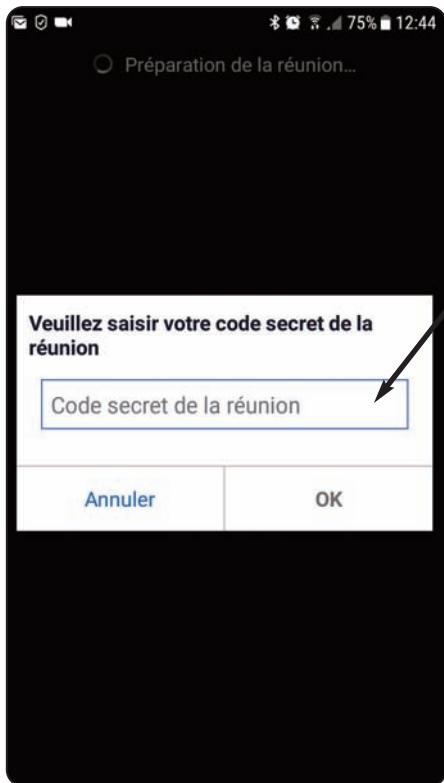 75% 12:44
Préparation de la réunion...
Veuillez saisir votre code secret de la
réunion
Code secret de la réunion
Annuler OK